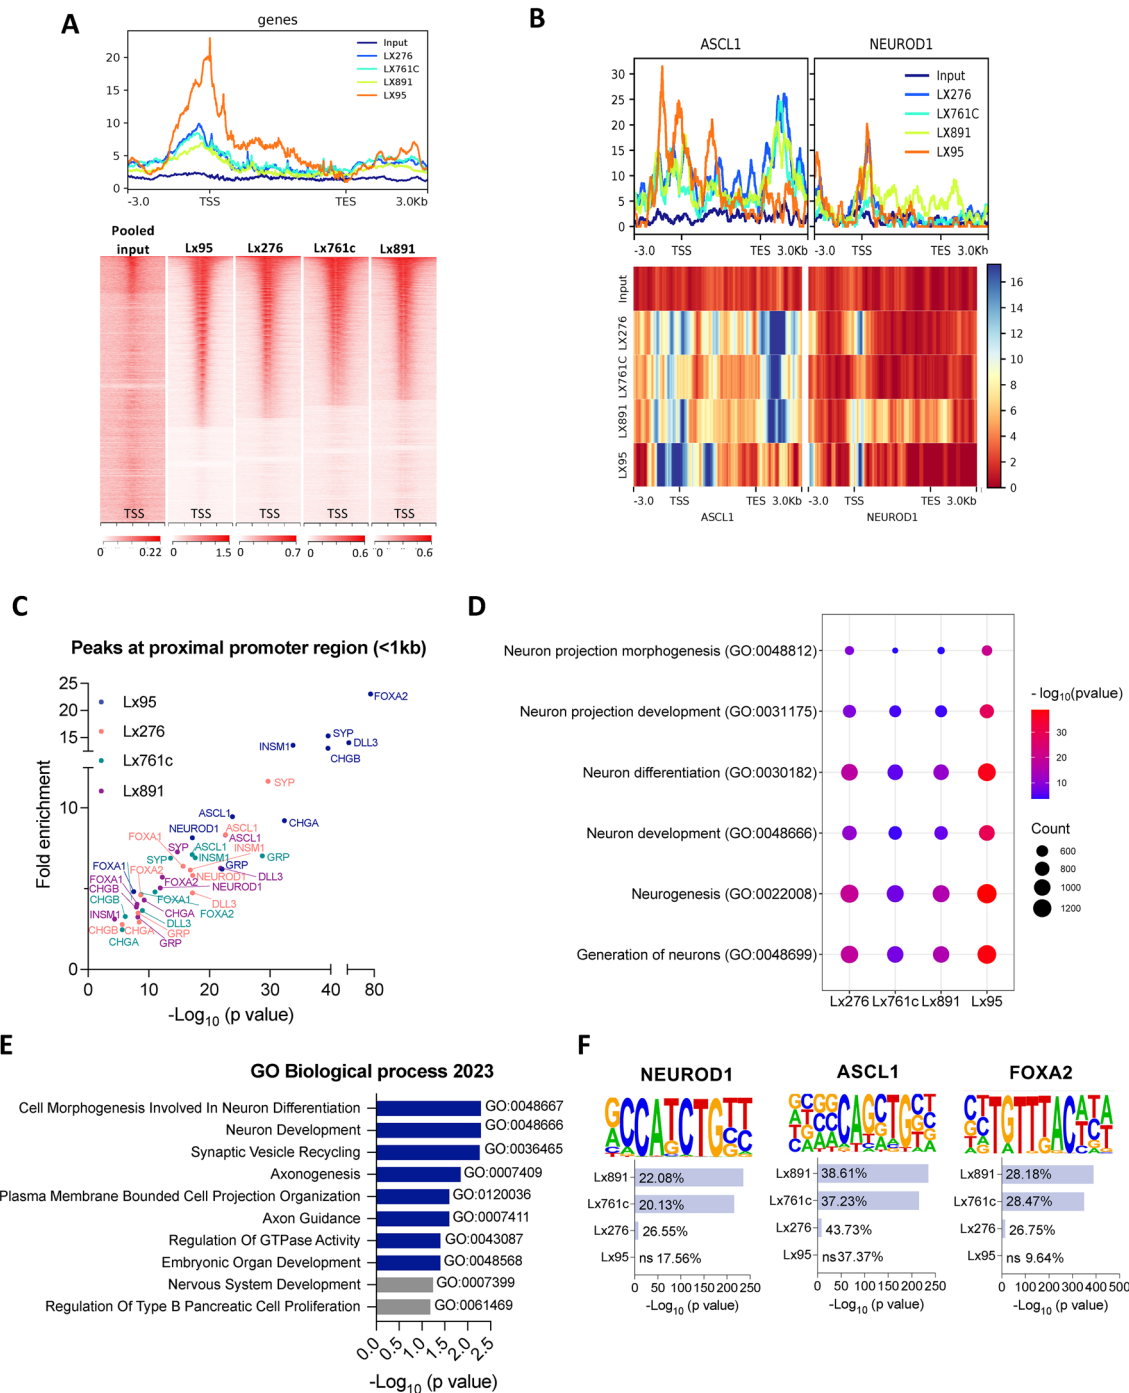 A
genes
Input
LX276
LX761C
LX891
LX95
20
15
10
5
0
-3.0 TSS TES 3.0Kb
Pooled input Lx95 Lx276 Lx761c Lx891
TSS TSS TSS TSS TSS
0 0.22 0 1.5 0 0.7 0 0.6 0 0.6
B
ASCL1 NEUROD1
Input
LX276
LX761C
LX891
LX95
30
25
20
15
10
5
0
-3.0 TSS TES 3.0Kb -3.0 TSS TES 3.0Kb
Input
LX276
LX761C
LX891
LX95
16
14
12
10
8
6
4
2
0
-3.0 TSS TES 3.0Kb -3.0 TSS TES 3.0Kb
ASCL1 NEUROD1
C
Peaks at proximal promoter region (<1kb)
Fold enrichment
25
20
15
10
0
Lx95
Lx276
Lx761c
Lx891
FOXA2
SYP
INSM1 DLL3
CHGB
SYP
ASCL1
CHGA
NEUROD1 ASCL1
FOXA1 ASCL1
SYP ASCL1 INSM1
SYP INSM1 GRP
FOXA1 FOXA2 GRP
NEUROD1 DLL3
FOXA1 FOXA2 NEUROD1
CHGB FOXA1 DLL3
CHGB CHGA FOXA2
INSM1 DLL3
CHGB CHGA GRP
CHGA GRP
0 10 20 30 40 80
-Log10 (p value)
D
Neuron projection morphogenesis (GO:0048812)
Neuron projection development (GO:0031175)
Neuron differentiation (GO:0030182)
Neuron development (GO:0048666)
Neurogenesis (GO:0022008)
Generation of neurons (GO:0048699)
Lx276 Lx761c Lx891 Lx95
- log10(pvalue)
30
20
10
Count
600
800
1000
1200
E
GO Biological process 2023
Cell Morphogenesis Involved In Neuron Differentiation GO:0048667
Neuron Development GO:0048666
Synaptic Vesicle Recycling GO:0036465
Axonogenesis GO:0007409
Plasma Membrane Bounded Cell Projection Organization GO:0120036
Axon Guidance GO:0007411
Regulation Of GTPase Activity GO:0043087
Embryonic Organ Development GO:0048568
Nervous System Development GO:0007399
Regulation Of Type B Pancreatic Cell Proliferation GO:0061469
0.0 0.5 1.0 1.5 2.0 2.5
-Log10 (p value)
F
NEUROD1 ASCL1 FOXA2
Lx891 22.08%
Lx761c 20.13%
Lx276 26.55%
Lx95 ns 17.56%
0 50 100 150 200 250
-Log10 (p value)
Lx891 38.61%
Lx761c 37.23%
Lx276 43.73%
Lx95 ns 37.37%
0 50 100 150 200 250
-Log10 (p value)
Lx891 28.18%
Lx761c 28.47%
Lx276 26.75%
Lx95 ns 9.64%
0 100 200 300 400 500
-Log10 (p value)